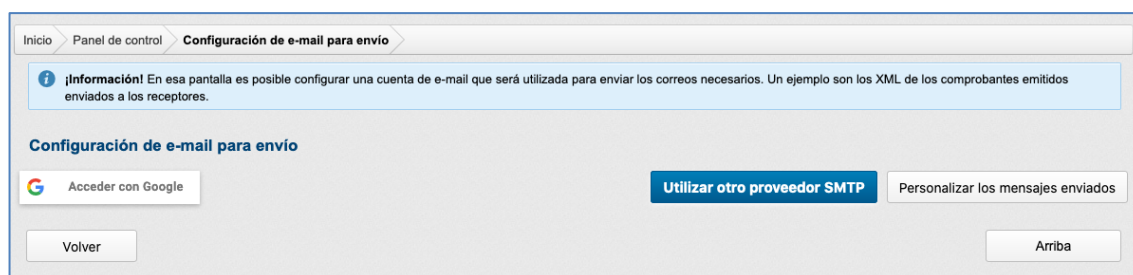 Inicio Panel de control Configuración de e-mail para envío
¡Información! En esa pantalla es posible configurar una cuenta de e-mail que será utilizada para enviar los correos necesarios. Un ejemplo son los XML de los comprobantes emitidos
enviados a los receptores.
Configuración de e-mail para envío
Acceder con Google Utilizar otro proveedor SMTP Personalizar los mensajes enviados
Volver Arriba